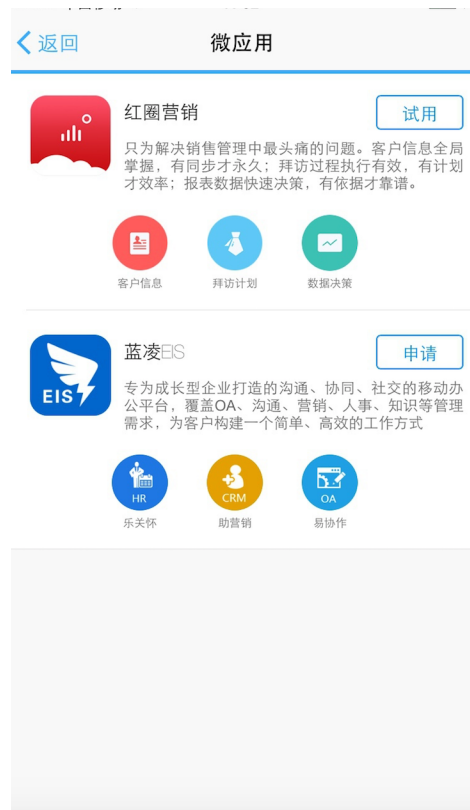 返回
微应用
红圈营销
试用
只为解决销售管理中最头痛的问题。客户信息全局
掌握，有同步才永久；拜访过程执行有效，有计划
才效率；报表数据快速决策，有依据才靠谱。
客户信息
拜访计划
数据决策
蓝凌EIS
申请
EIS
专为成长型企业打造的沟通、协同、社交的移动办
公平台，覆盖OA、沟通、营销、人事、知识等管理
需求，为客户构建一个简单、高效的工作方式
HR
CRM
OA
乐关怀
助营销
易协作